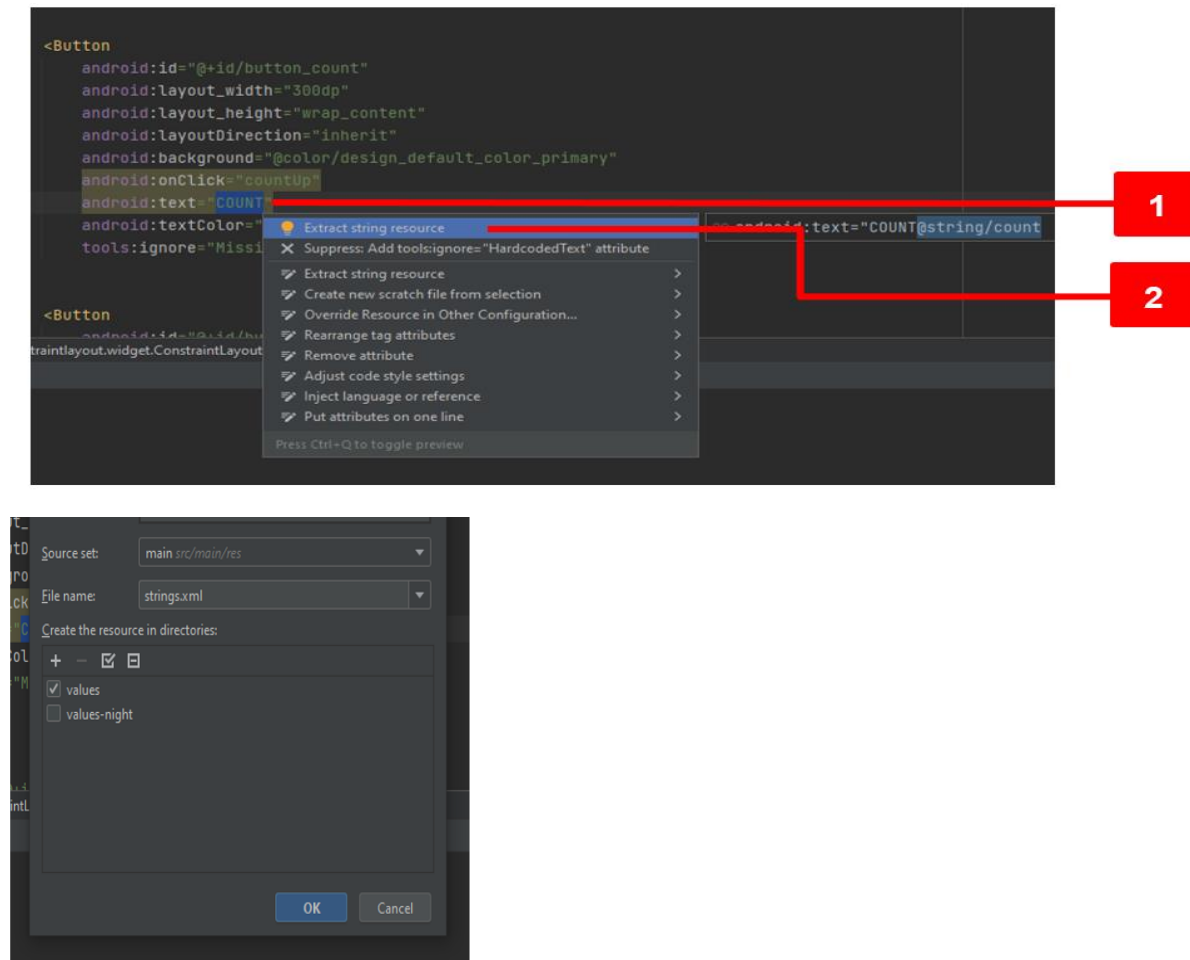 <Button
android:id="@+id/button_count"
android:layout_width="300dp"
android:layout_height="wrap_content"
android:layoutDirection="inherit"
android:background="@color/design_default_color_primary"
android:onClick="countUp"
android:text="COUNT"
1
android:textColor="
Extract string resource
android:text="COUNT@string/count
tools:ignore="Missi
Suppress: Add tools:ignore="HardcodedText" attribute
Extract string resource
Create new scratch file from selection
2
<Button
Override Resource in Other Configuration...
android:id="@+id/bu
Rearrange tag attributes
traintlayout.widget.ConstraintLayout
Remove attribute
Adjust code style settings
Inject language or reference
Put attributes on one line
Press Ctrl+Q to toggle preview
Source set:
main src/main/res
File name:
strings.xml
Create the resource in directories:
values
values-night
OK
Cancel